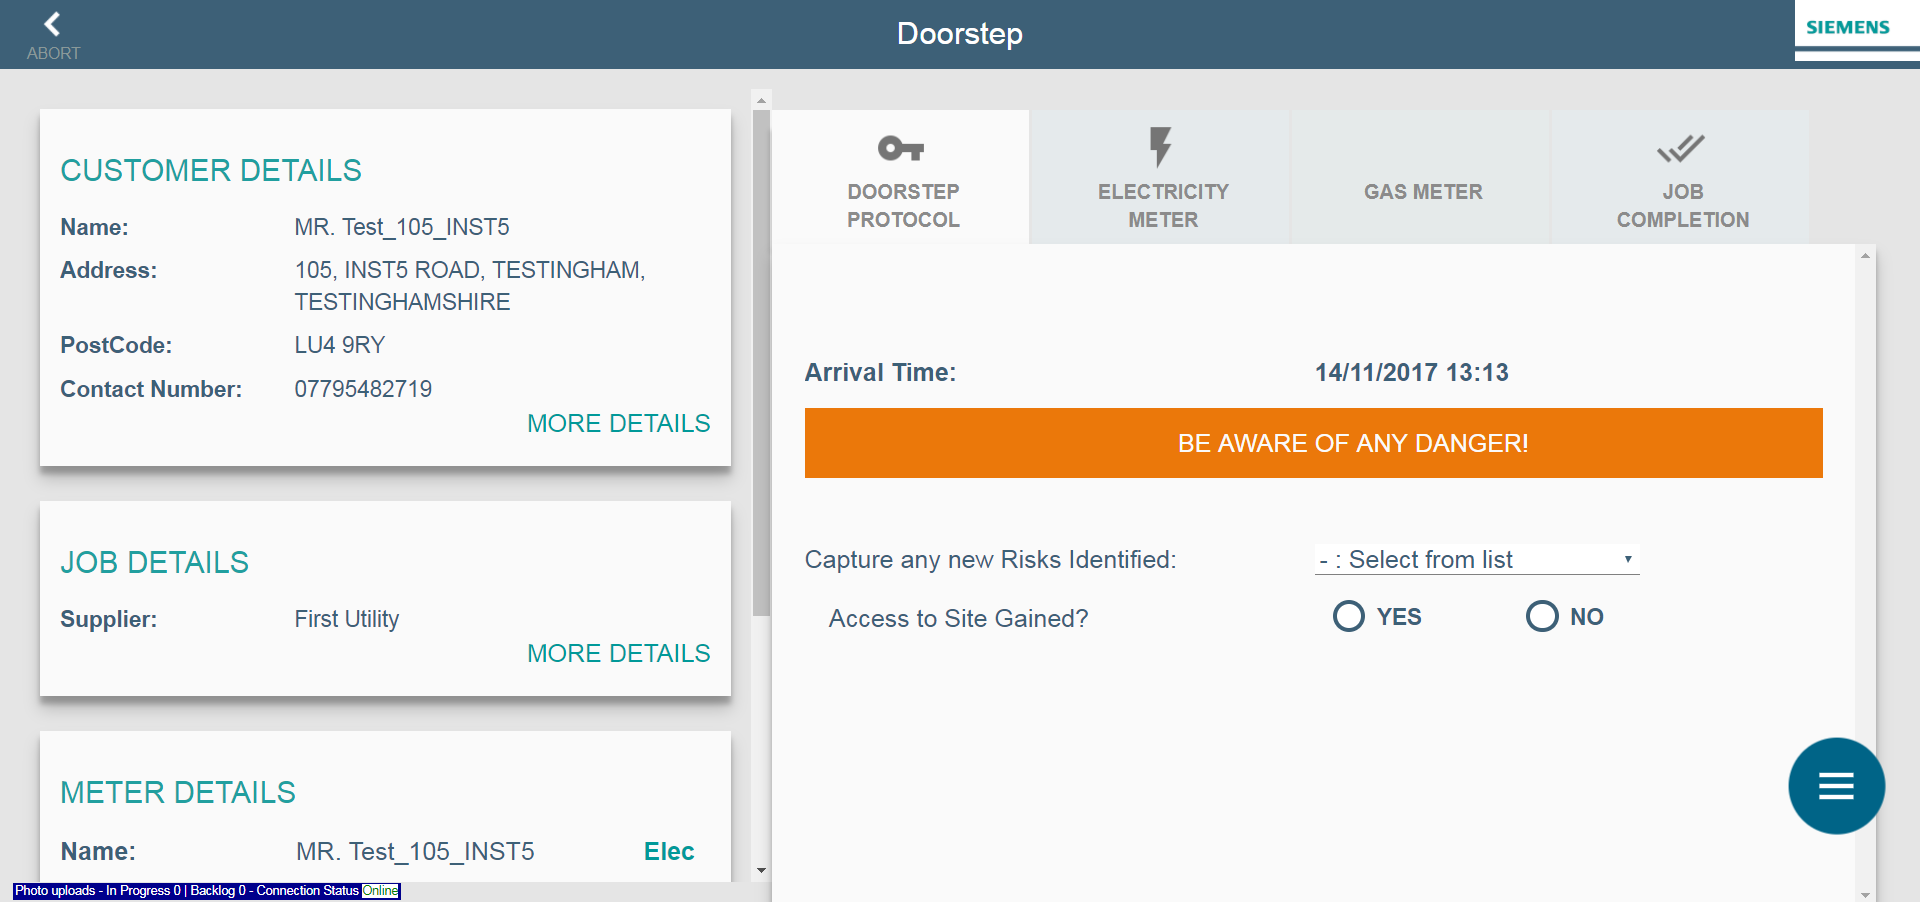 ABORT
Doorstep
SIEMENS
CUSTOMER DETAILS
Name: MR. Test_105_INST5
Address: 105, INST5 ROAD, TESTINGHAM,
TESTINGHAMSHIRE
PostCode: LU4 9RY
Contact Number: 07795482719
MORE DETAILS
JOB DETAILS
Supplier: First Utility
MORE DETAILS
METER DETAILS
Name: MR. Test_105_INST5 Elec
Photo uploads - In Progress 0 | Backlog 0 - Connection Status Online
DOORSTEP
PROTOCOL
ELECTRICITY
METER
GAS METER
JOB
COMPLETION
Arrival Time: 14/11/2017 13:13
BE AWARE OF ANY DANGER!
Capture any new Risks Identified: - : Select from list
Access to Site Gained? YES NO